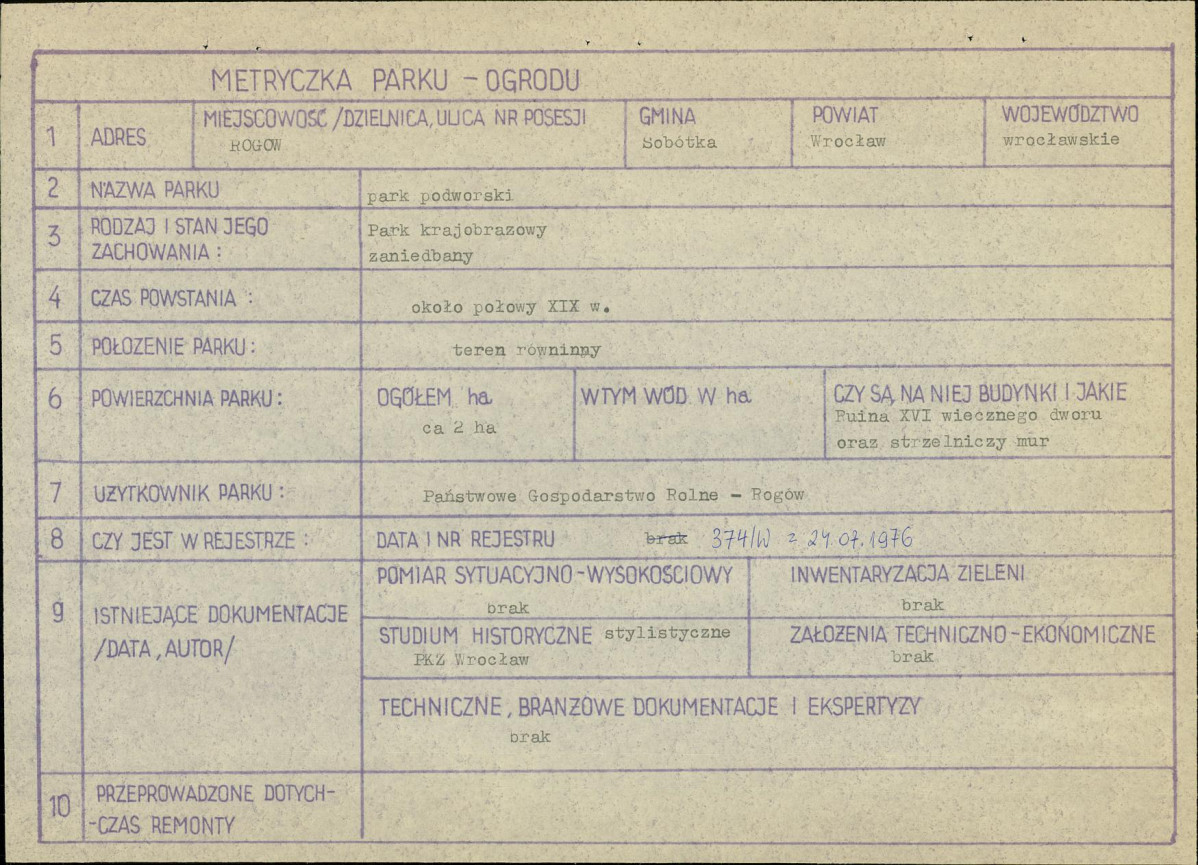 METRYCZKA PARKU - OGRODU
1 ADRES MIEJSCOWOŚĆ /DZIELNICA, ULICA NR POSESJI GMINA POWIAT WOJEWÓDZTWO
ROGÓW Sobótka Wrocław wrocławskie
2 NAZWA PARKU park podworski
3 RODZAJ I STAN JEGO Park krajobrazowy
ZACHOWANIA: zaniedbany
4 CZAS POWSTANIA : około połowy XIX w.
5 POŁOZENIE PARKU: teren równinny
6 POWIERZCHNIA PARKU: OGÓŁEM ha W TYM WÓD W ha CZY SĄ NA NIEJ BUDYNKI I JAKIE
ca 2 ha Ruina XVI wiecznego dworu
oraz strzelniczy mur
7 UZYTKOWNIK PARKU: Państwowe Gospodarstwo Rolne - Rogów
8 CZY JEST W REJESTRZE: DATA I NR REJESTRU brak 374/W z 24.07.1976
9 ISTNIEJĄCE DOKUMENTACJE
/DATA, AUTOR/
POMIAR SYTUACYJNO-WYSOKOŚCIOWY INWENTARYZACJA ZIELENI
brak brak
STUDIUM HISTORYCZNE stylistyczne ZAŁOZENIA TECHNICZNO-EKONOMICZNE
PKZ Wrocław brak
TECHNICZNE, BRANZOWE DOKUMENTACJE I EKSPERTYZY
brak
10 PRZEPROWADZONE DOTYCH-
-CZAS REMONTY